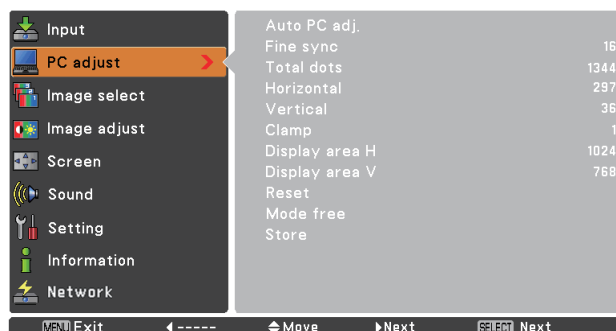 Input
PC adjust
Image select
Image adjust
Screen
Sound
Setting
Information
Network
Auto PC adj.
Fine sync 16
Total dots 1344
Horizontal 297
Vertical 36
Clamp 1
Display area H 1024
Display area V 768
Reset
Mode free
Store
MENU Exit ----- Move Next SELECT Next